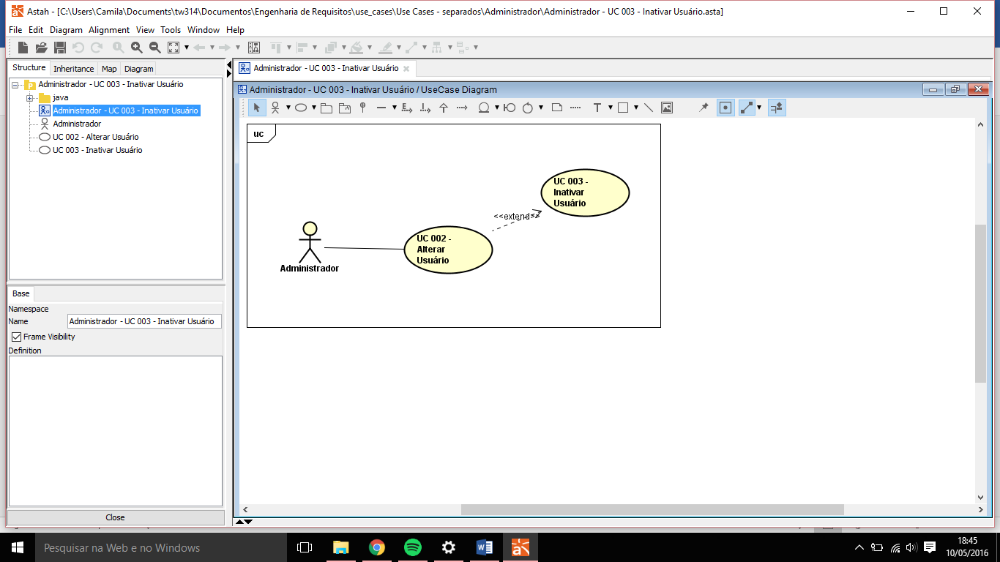 Astah - [C:\Users\Camila\Documents\tw314\Documentos\Engenharia de Requisitos\use_cases\Use Cases - separados\Administrador\Administrador - UC 003 - Inativar Usuário.asta]
File Edit Diagram Alignment View Tools Window Help
Structure Inheritance Map Diagram
Administrador - UC 003 - Inativar Usuário
java
Administrador - UC 003 - Inativar Usuário
Administrador
UC 002 - Alterar Usuário
UC 003 - Inativar Usuário
Base
Namespace
Name Administrador - UC 003 - Inativar Usuário
Frame Visibility
Definition
Close
Administrador - UC 003 - Inativar Usuário
Administrador - UC 003 - Inativar Usuário / UseCase Diagram
uc
UC 003 -
Inativar
Usuário
<<extend>>
UC 002 -
Alterar
Usuário
Administrador
Pesquisar na Web e no Windows
18:45
10/05/2016